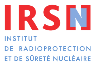 IRSN
INSTITUT
DE RADIOPROTECTION
ET DE SÛRETÉ NUCLÉAIRE